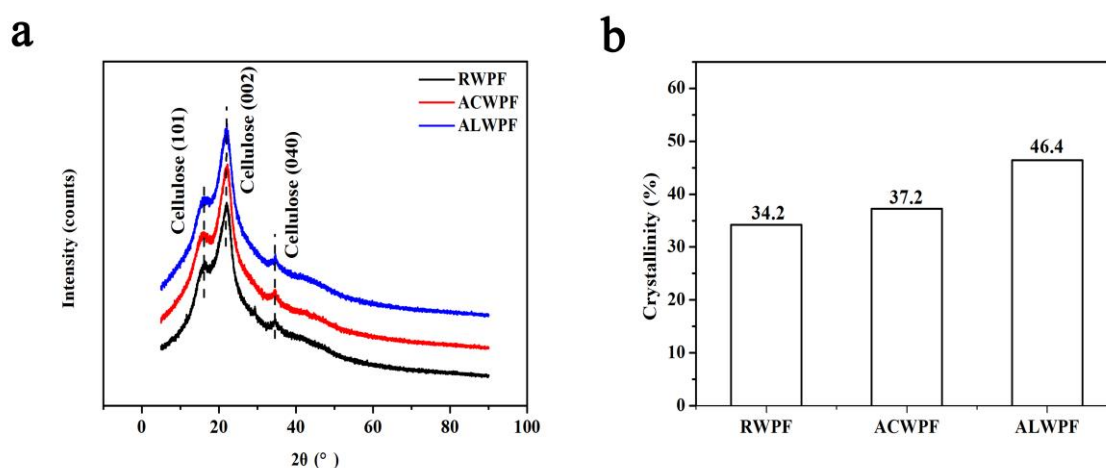 a
RWPF
ACWPF
ALWPF
Cellulose (101)
Cellulose (002)
Cellulose (040)
Intensity (counts)
0 20 40 60 80 100
2θ (°)
b
60
50
40
30
20
10
0
Crystallinity (%)
34.2
37.2
46.4
RWPF ACWPF ALWPF